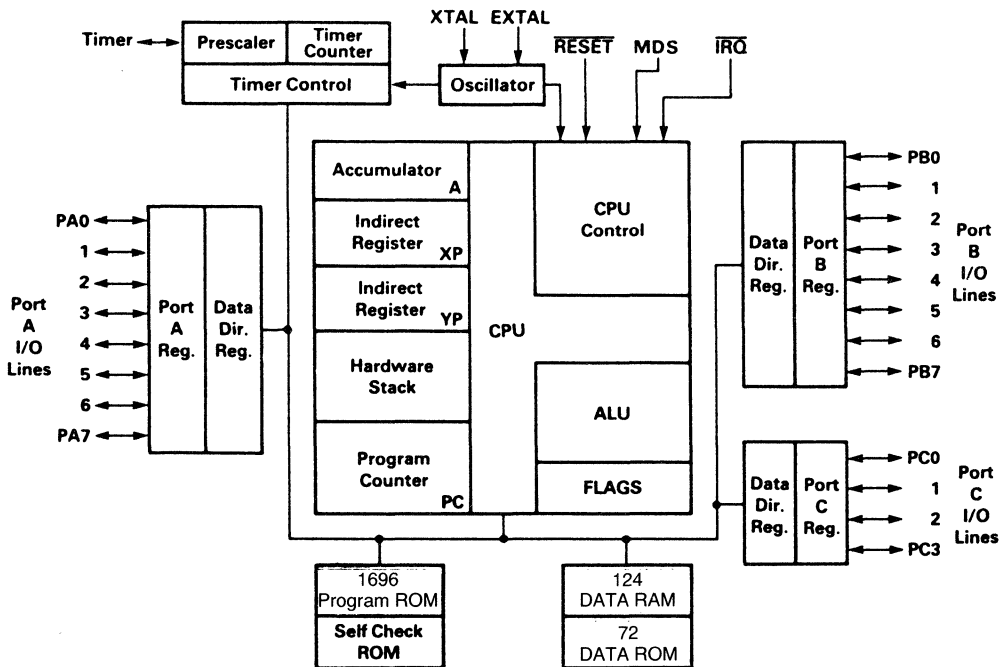 XTAL EXTAL
Timer
Prescaler
Timer
Counter
Timer Control
Oscillator
RESET MDS IRQ
Accumulator
A
Indirect
Register
XP
Indirect
Register
YP
Hardware
Stack
Program
Counter
PC
CPU
CPU
Control
ALU
FLAGS
Port
A
I/O
Lines
PA0
1
2
3
4
5
6
PA7
Port
A
Reg.
Data
Dir.
Reg.
Data
Dir.
Reg.
Port
B
Reg.
PB0
1
2
3
4
5
6
PB7
Port
B
I/O
Lines
Data
Dir.
Reg.
Port
C
Reg.
PC0
1
2
PC3
Port
C
I/O
Lines
1696
Program ROM
Self Check
ROM
124
DATA RAM
72
DATA ROM